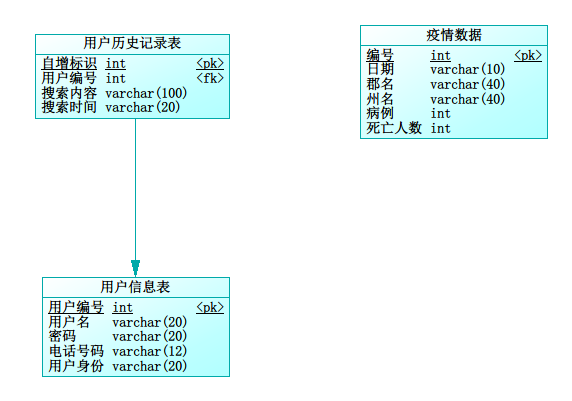 用户历史记录表
自增标识 int <pk>
用户编号 int <fk>
搜索内容 varchar(100)
搜索时间 varchar(20)
疫情数据
编号 int <pk>
日期 varchar(10)
郡名 varchar(40)
州名 varchar(40)
病例 int
死亡人数 int
用户信息表
用户编号 int <pk>
用户名 varchar(20)
密码 varchar(20)
电话号码 varchar(12)
用户身份 varchar(20)